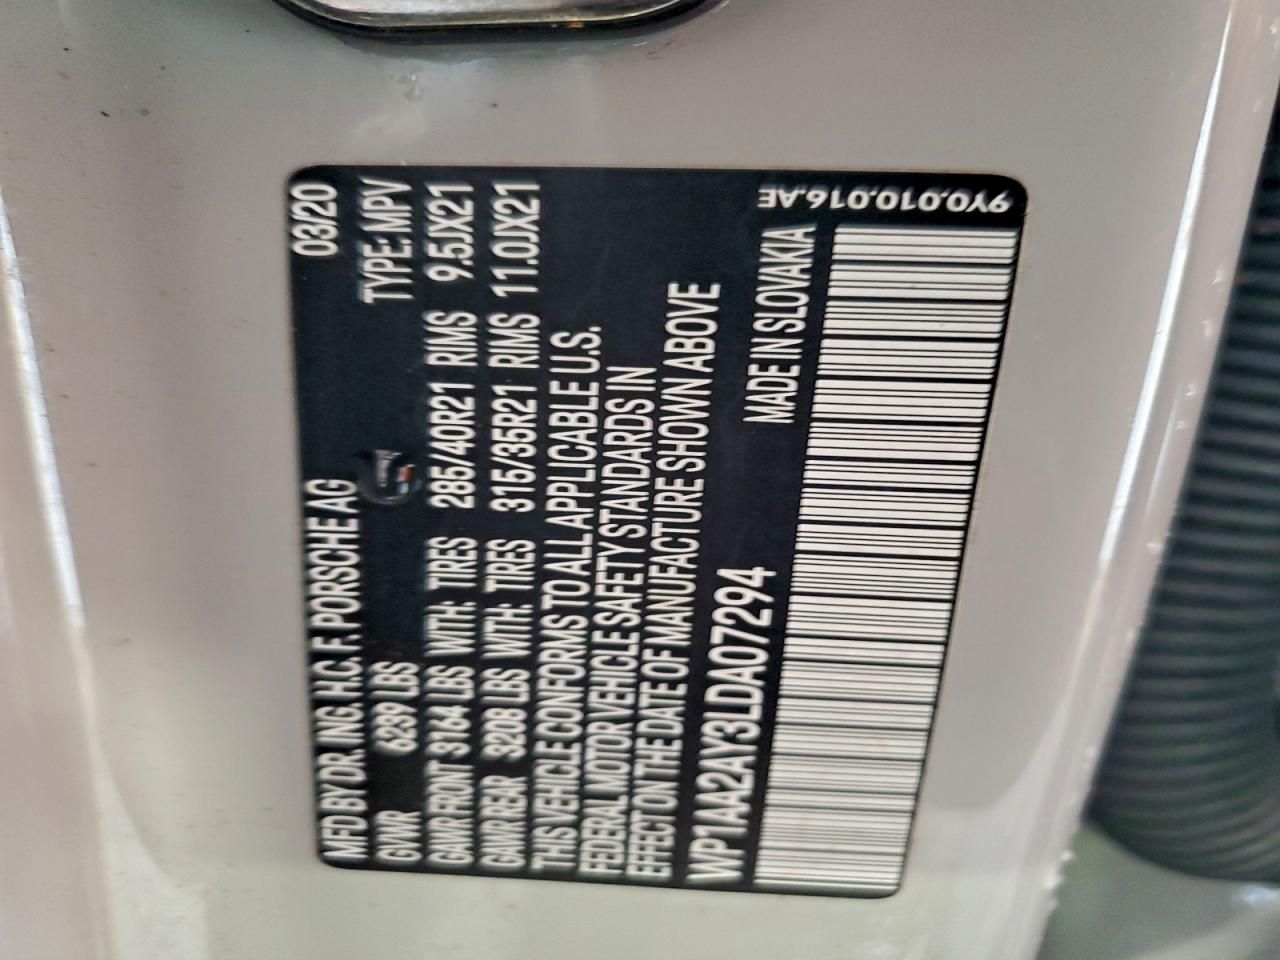 MFD BY DR. ING. H.C. F. PORSCHE AG 03/20
GVWR 6239 LBS TYPE: MPV
GAWR FRONT 3164 LBS WITH: TIRES 285/40R21 RIMS 9.5JX21
GAWR REAR 3208 LBS WITH: TIRES 315/35R21 RIMS 11.0JX21
THIS VEHICLE CONFORMS TO ALL APPLICABLE U.S.
FEDERAL MOTOR VEHICLE SAFETY STANDARDS IN
EFFECT ON THE DATE OF MANUFACTURE SHOWN ABOVE
WP1AA2AY3LDA07294 MADE IN SLOVAKIA
9Y0.010.016.AE